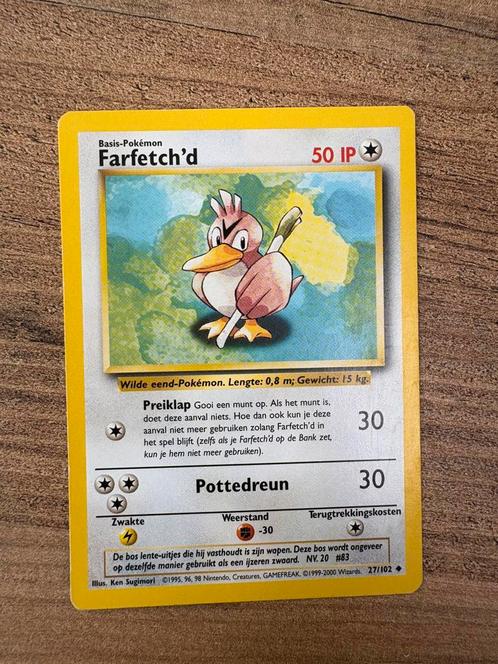 Basis-Pokémon
Farfetch'd
50 IP
Wilde eend-Pokémon. Lengte: 0,8 m; Gewicht: 15 kg.
Preiklap Gooi een munt op. Als het munt is,
doet deze aanval niets. Hoe dan ook kun je deze
aanval niet meer gebruiken zolang Farfetch'd in
het spel blijft (zelfs als je Farfetch'd op de Bank zet,
kun je hem niet meer gebruiken).
30
Pottedreun
30
Zwakte
Weerstand
Terugtrekkingskosten
-30
De bos lente-uitjes die hij vasthoudt is zijn wapen. Deze bos wordt ongeveer
op dezelfde manier gebruikt als een ijzeren zwaard. NV. 20 #83
Illus. Ken Sugimori ©1995, 96, 98 Nintendo, Creatures, GAMEFREAK. ©1999-2000 Wizards. 27/102